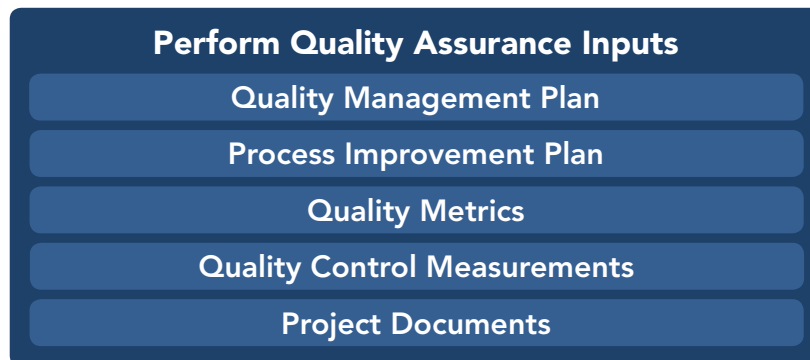 Perform Quality Assurance Inputs
Quality Management Plan
Process Improvement Plan
Quality Metrics
Quality Control Measurements
Project Documents